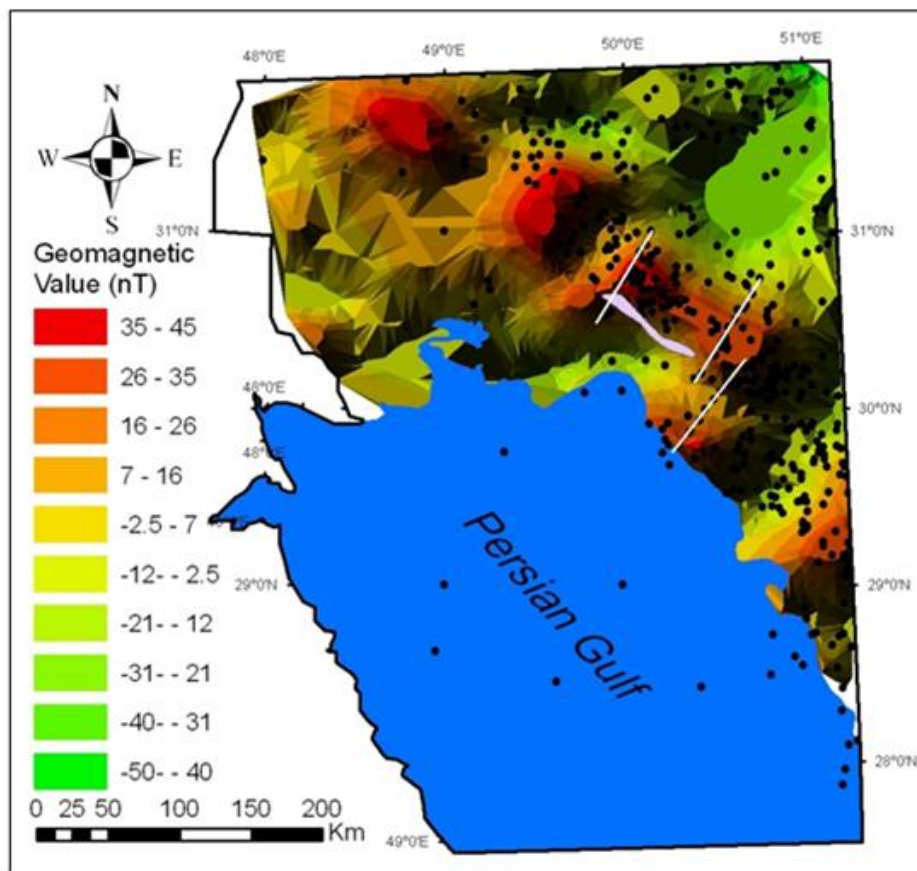 48°0'E
49°0'E
50°0'E
51°0'E
N
W E
S
31°0'N
31°0'N
Geomagnetic
Value (nT)
35 - 45
26 - 35
16 - 26
7 - 16
-2.5 - 7
-12- - 2.5
-21- - 12
-31- - 21
-40- - 31
-50- - 40
48°0'E
30°0'N
48°0'E
Persian Gulf
29°0'N
29°0'N
28°0'N
0 25 50 100 150 200
Km
49°0'E